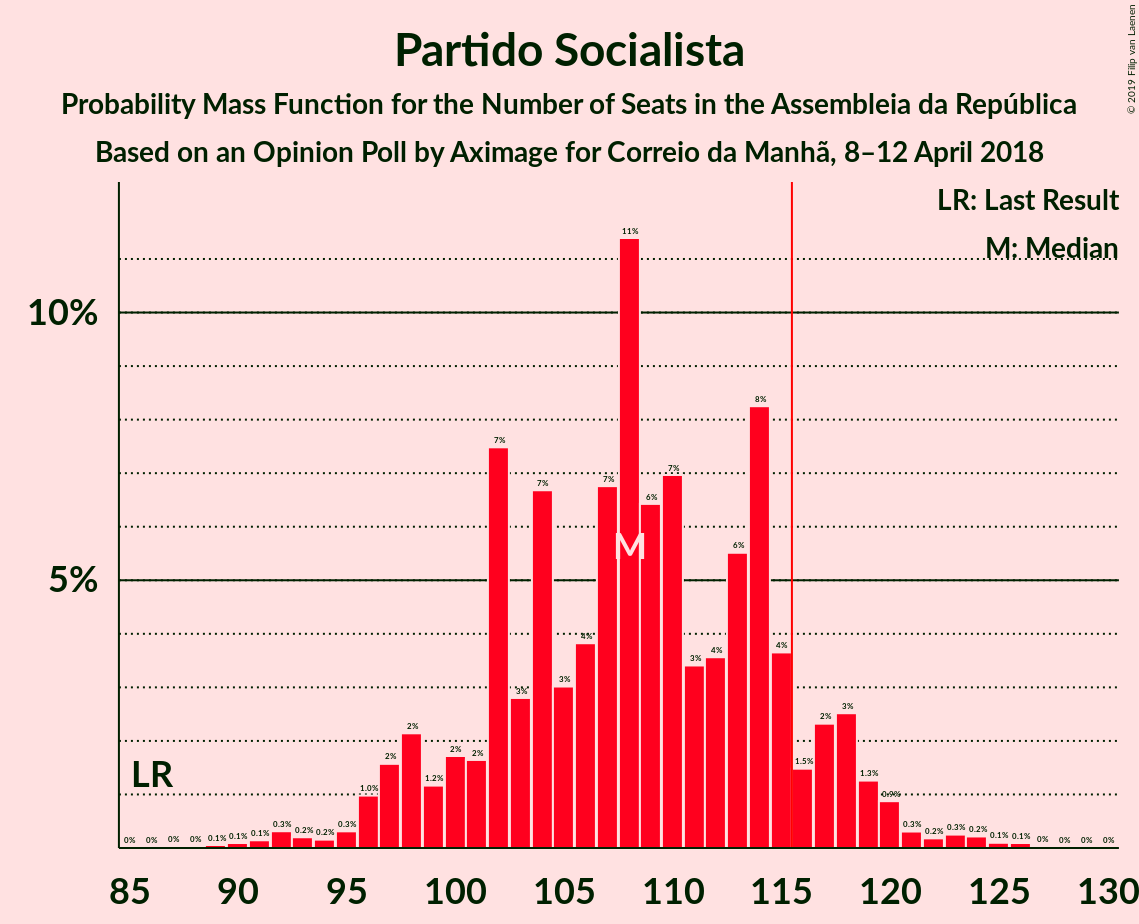 © 2019 Filip van Laenen
Partido Socialista
Probability Mass Function for the Number of Seats in the Assembleia da República
Based on an Opinion Poll by Aximage for Correio da Manhã, 8–12 April 2018
LR: Last Result
M: Median
10%
5%
LR
M
0% 0% 0% 0% 0.1% 0.1% 0.1% 0.3% 0.2% 0.2% 0.3% 1.0% 2% 2% 1.2% 2% 2% 7% 3% 7% 3% 4% 7% 11% 6% 7% 3% 4% 6% 8% 4% 1.5% 2% 3% 1.3% 0.9% 0.3% 0.2% 0.3% 0.2% 0.1% 0.1% 0% 0% 0% 0%
85 90 95 100 105 110 115 120 125 130